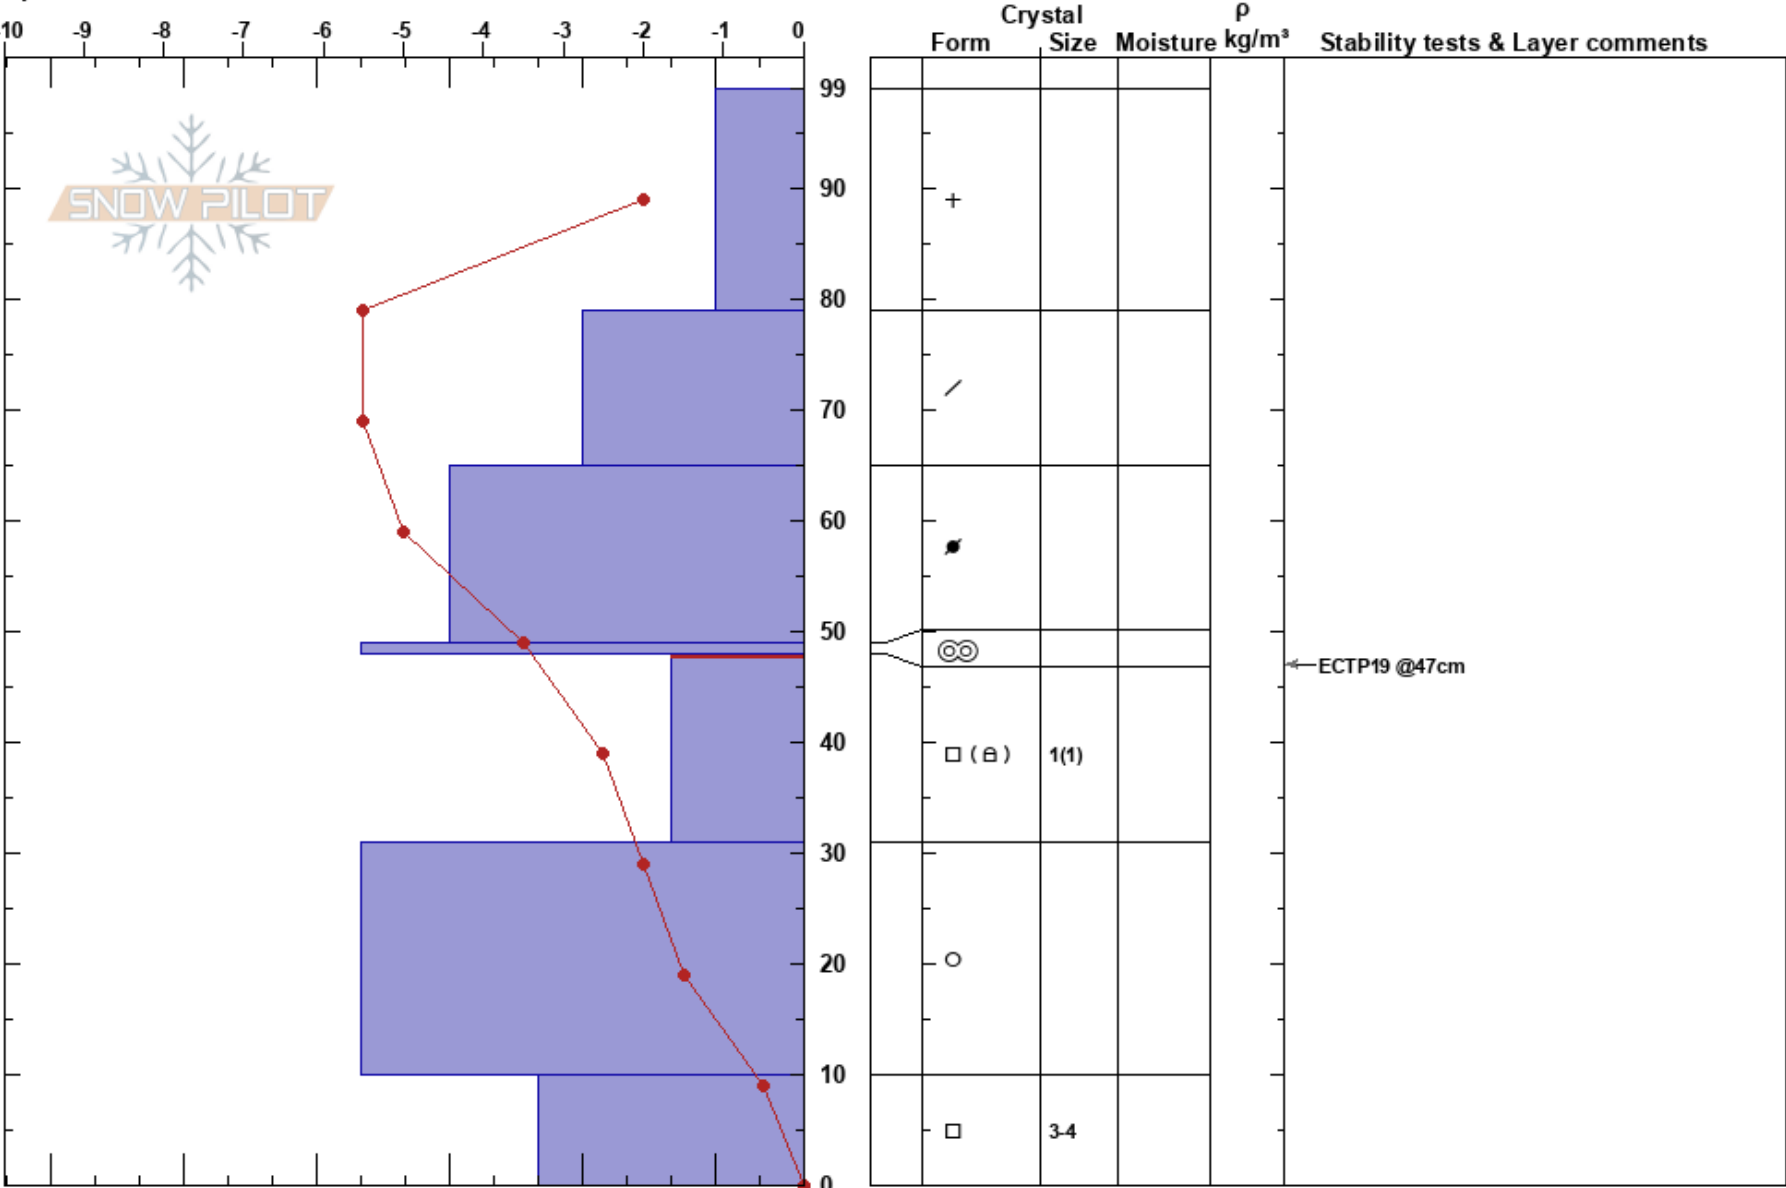 Crystal ρ
-10 -9 -8 -7 -6 -5 -4 -3 -2 -1 0
Form Size Moisture kg/m³ Stability tests & Layer comments
99
SNOW PILOT
90
80
70
60
50
ECTP19 @47cm
40
1(1)
30
20
10
3-4
0